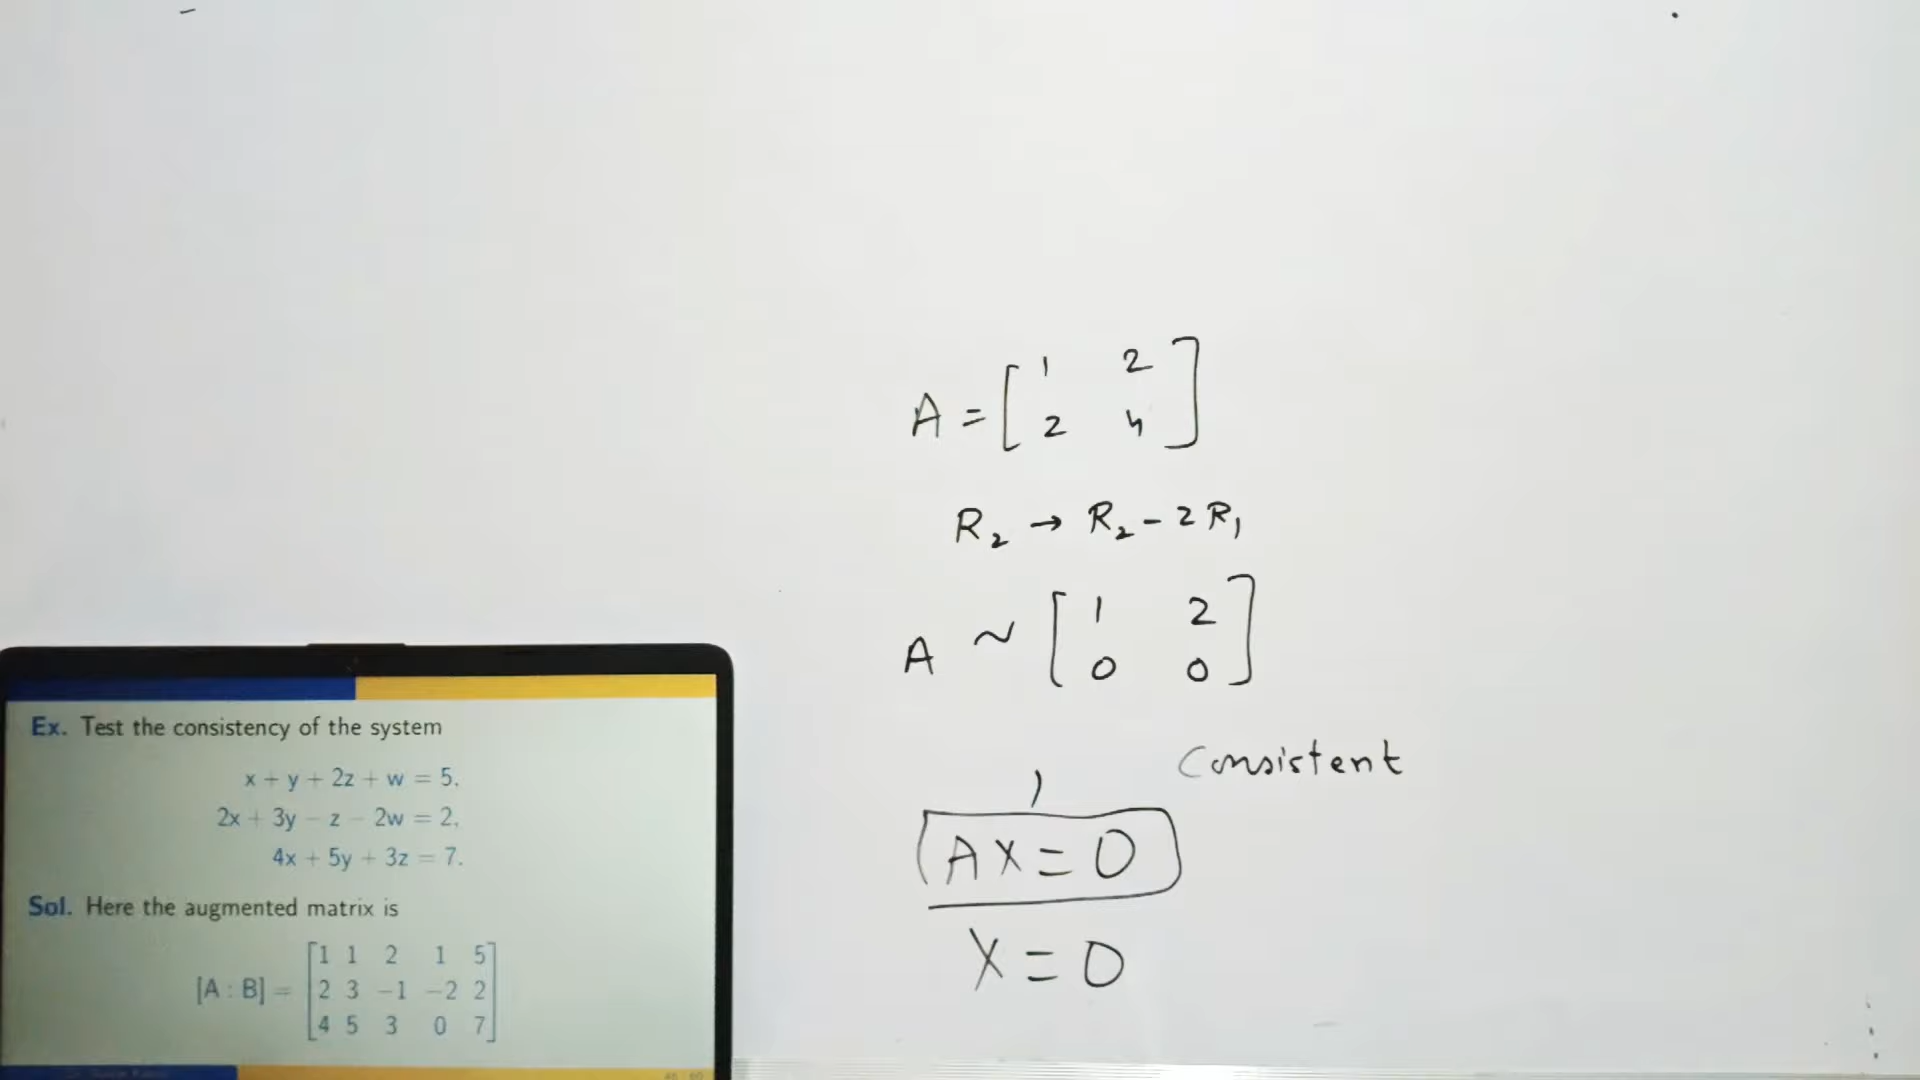 A = [ 1 2
2 4 ]
R₂ → R₂ - 2R₁
A ~ [ 1 2
0 0 ]
Consistent
AX = 0
X = 0
Ex. Test the consistency of the system
x + y + 2z + w = 5,
2x + 3y - z - 2w = 2,
4x + 5y + 3z = 7.
Sol. Here the augmented matrix is
[A : B] = [ 1 1 2 1 5
2 3 -1 -2 2
4 5 3 0 7 ]